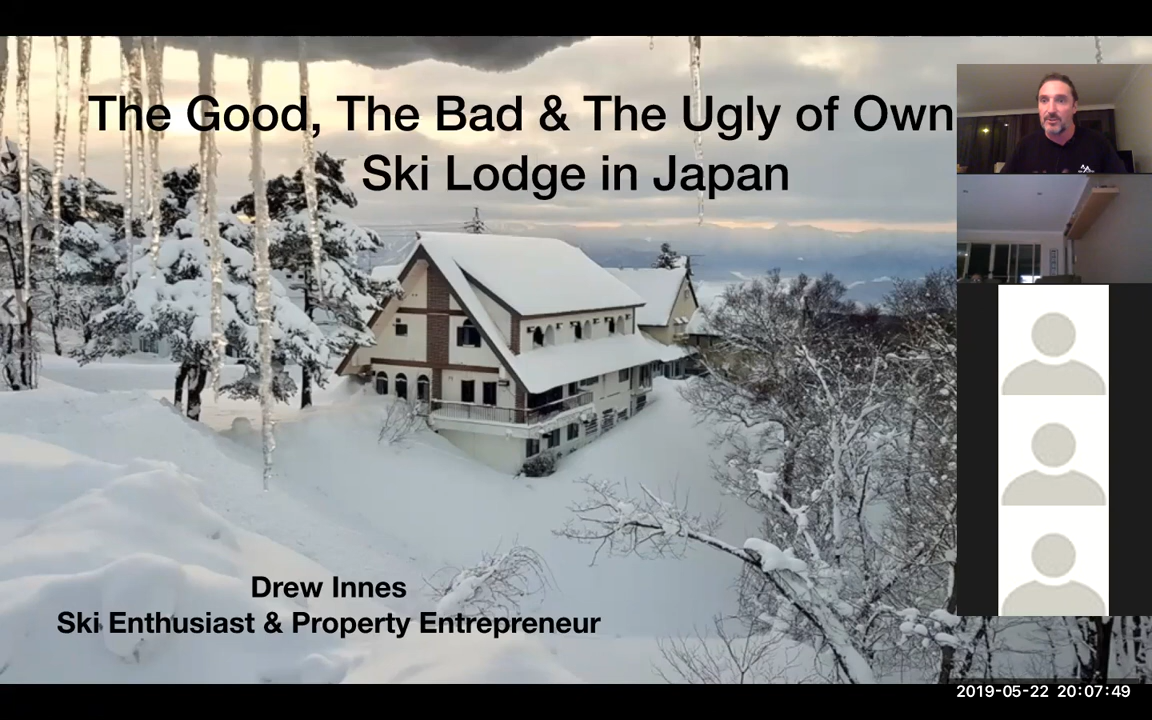 The Good, The Bad & The Ugly of Own
Ski Lodge in Japan
Drew Innes
Ski Enthusiast & Property Entrepreneur
2019-05-22 20:07:49